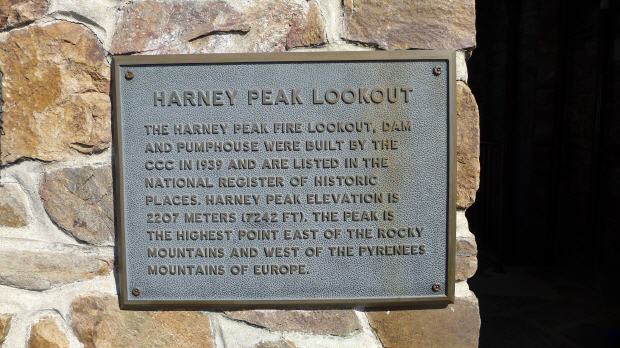 HARNEY PEAK LOOKOUT
THE HARNEY PEAK FIRE LOOKOUT, DAM
AND PUMPHOUSE WERE BUILT BY THE
CCC IN 1939 AND ARE LISTED IN THE
NATIONAL REGISTER OF HISTORIC
PLACES. HARNEY PEAK ELEVATION IS
2207 METERS (7242 FT). THE PEAK IS
THE HIGHEST POINT EAST OF THE ROCKY
MOUNTAINS AND WEST OF THE PYRENEES
MOUNTAINS OF EUROPE.